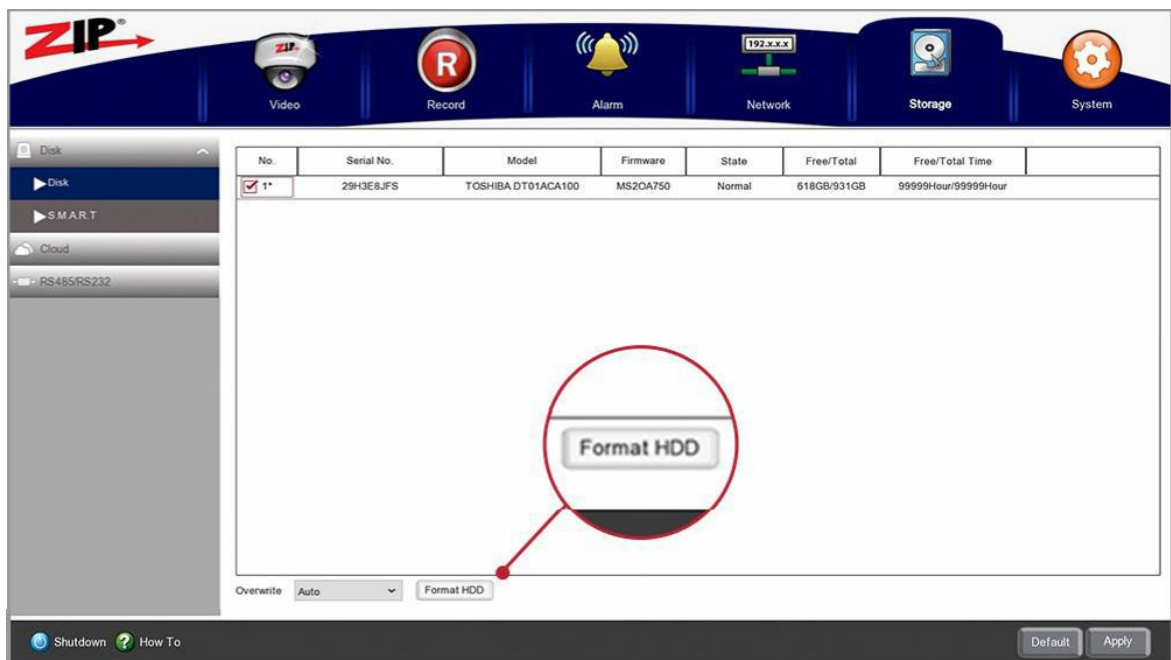 ZIP®
ZIP
R
192.x.x.x
Video
Record
Alarm
Network
Storage
System
Disk
Disk
S.M.A.R.T
Cloud
RS485/RS232
No. Serial No. Model Firmware State Free/Total Free/Total Time
1* 29H3E8JFS TOSHIBA DT01ACA100 MS2OA750 Normal 618GB/931GB 99999Hour/99999Hour
Format HDD
Overwrite Auto Format HDD
Shutdown ? How To Default Apply